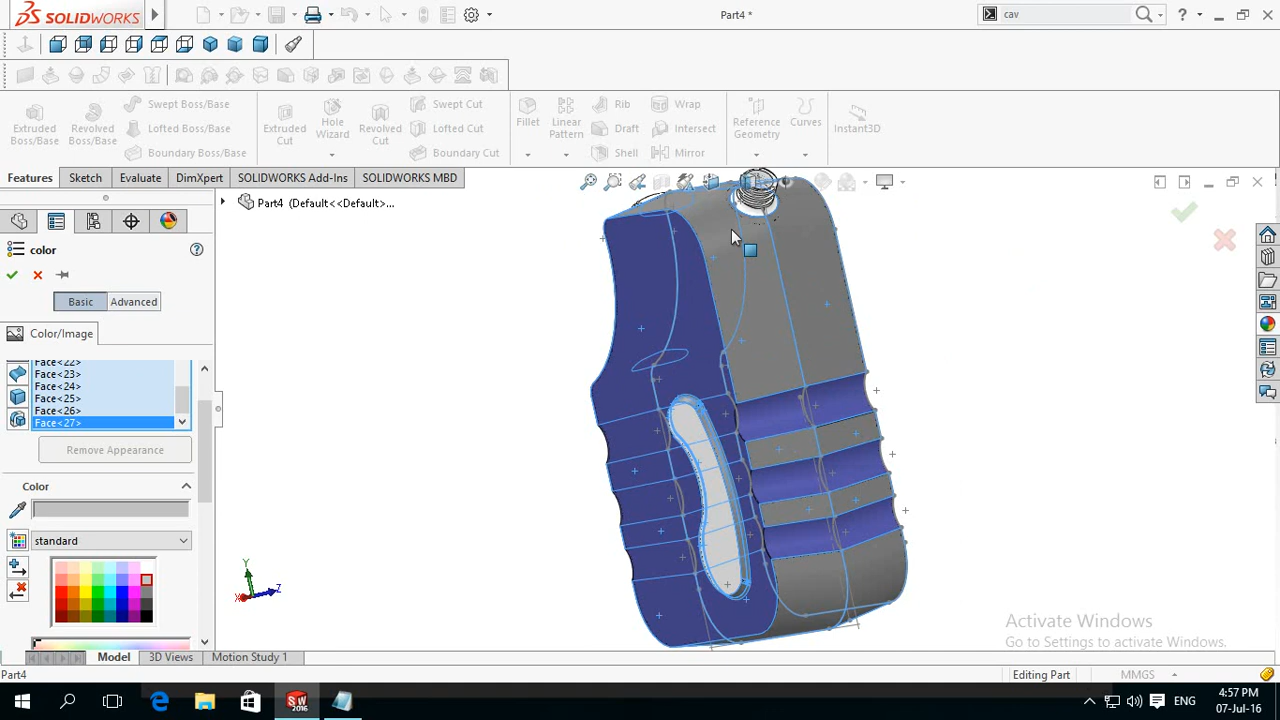 SOLIDWORKS
Part4 *
cav
Extruded Boss/Base
Revolved Boss/Base
Swept Boss/Base
Lofted Boss/Base
Boundary Boss/Base
Extruded Cut
Hole Wizard
Revolved Cut
Swept Cut
Lofted Cut
Boundary Cut
Fillet
Linear Pattern
Rib
Draft
Shell
Wrap
Intersect
Mirror
Reference Geometry
Curves
Instant3D
Features Sketch Evaluate DimXpert SOLIDWORKS Add-Ins SOLIDWORKS MBD
Part4 (Default<<Default>...
color
Basic Advanced
Color/Image
Face<22>
Face<23>
Face<24>
Face<25>
Face<26>
Face<27>
Remove Appearance
Color
standard
Y
X
Z
Activate Windows
Go to Settings to activate Windows.
Model 3D Views Motion Study 1
Part4 Editing Part MMGS
SW 2016
ENG
4:57 PM
07-Jul-16